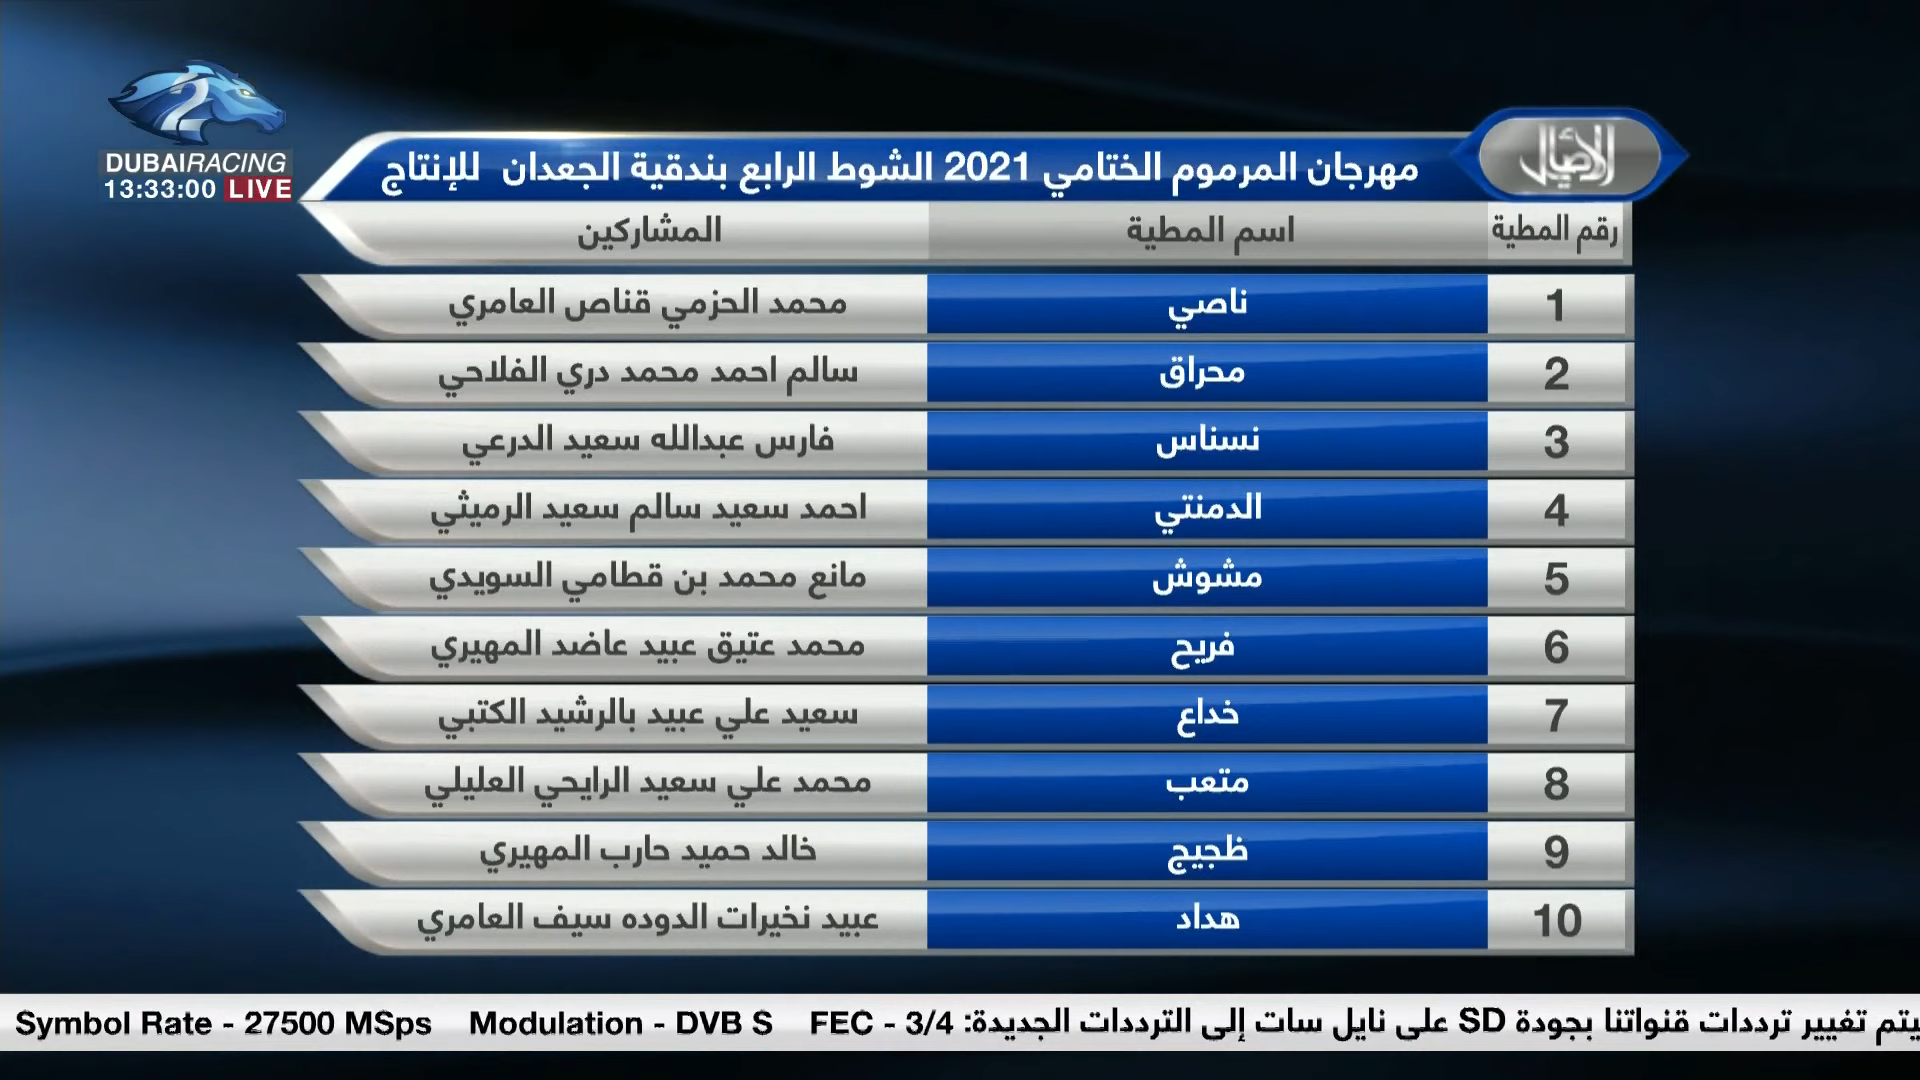 DUBAI RACING
13:33:00 LIVE
الأصايل
مهرجان المرموم الختامي 2021 الشوط الرابع بندقية الجعدان للإنتاج
رقم المطية اسم المطية المشاركين
1 ناصي محمد الحزمي قناص العامري
2 محراق سالم احمد محمد دري الفلاحي
3 نسناس فارس عبدالله سعيد الدرعي
4 الدمنتي احمد سعيد سالم سعيد الرميثي
5 مشوش مانع محمد بن قطامي السويدي
6 فريح محمد عتيق عبيد عاضد المهيري
7 خداع سعيد علي عبيد بالرشيد الكتبي
8 متعب محمد علي سعيد الرايحي العليلي
9 ظجيج خالد حميد حارب المهيري
10 هداد عبيد نخيرات الدوده سيف العامري
يتم تغيير ترددات قنواتنا بجودة SD على نايل سات إلى الترددات الجديدة: FEC - 3/4 Modulation - DVB S Symbol Rate - 27500 MSps